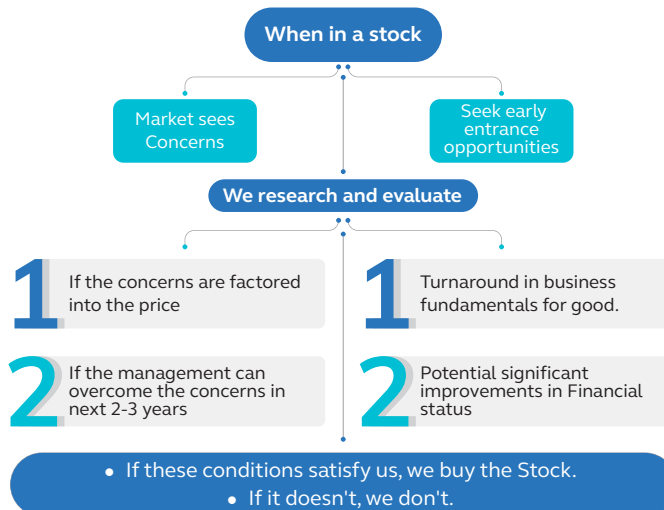 When in a stock
Market sees
Concerns
Seek early
entrance
opportunities
We research and evaluate
1
If the concerns are factored
into the price
2
If the management can
overcome the concerns in
next 2-3 years
1
Turnaround in business
fundamentals for good.
2
Potential significant
improvements in Financial
status
• If these conditions satisfy us, we buy the Stock.
• If it doesn't, we don't.